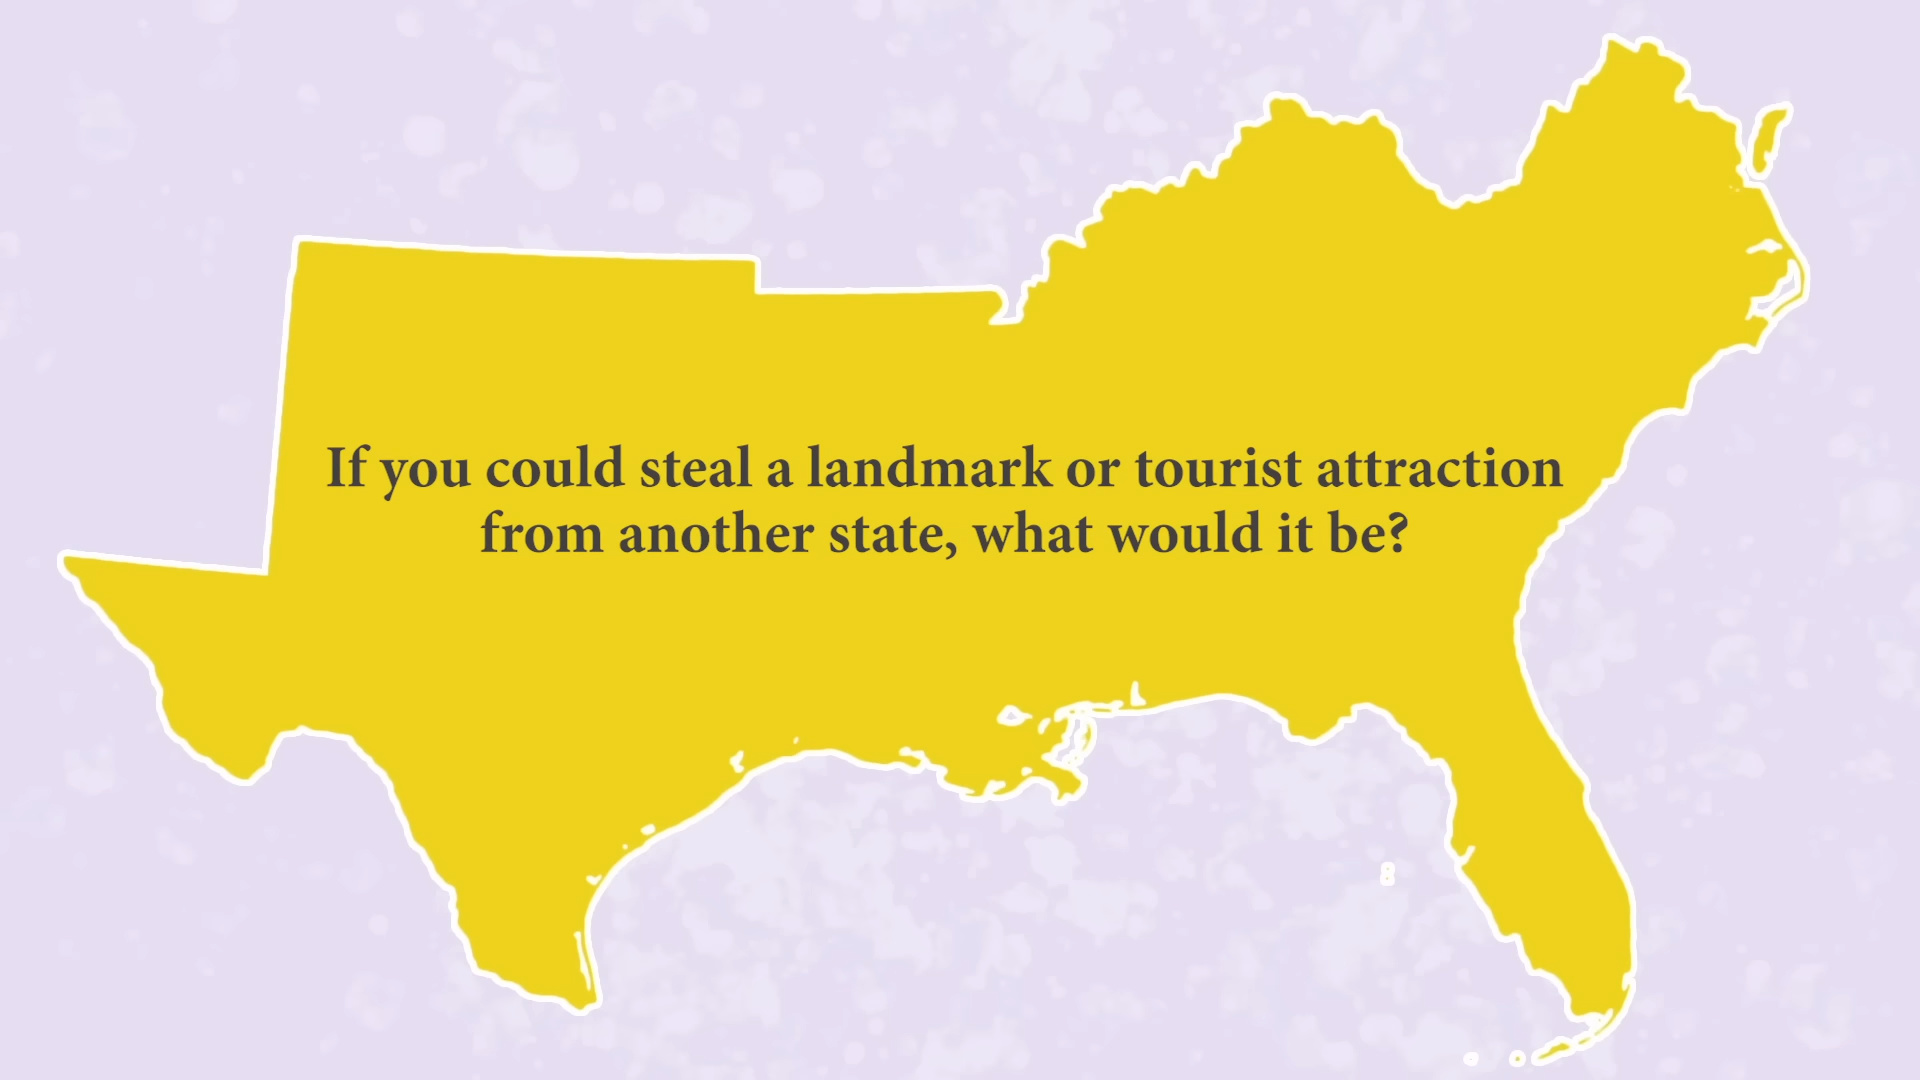 If you could steal a landmark or tourist attraction
from another state, what would it be?